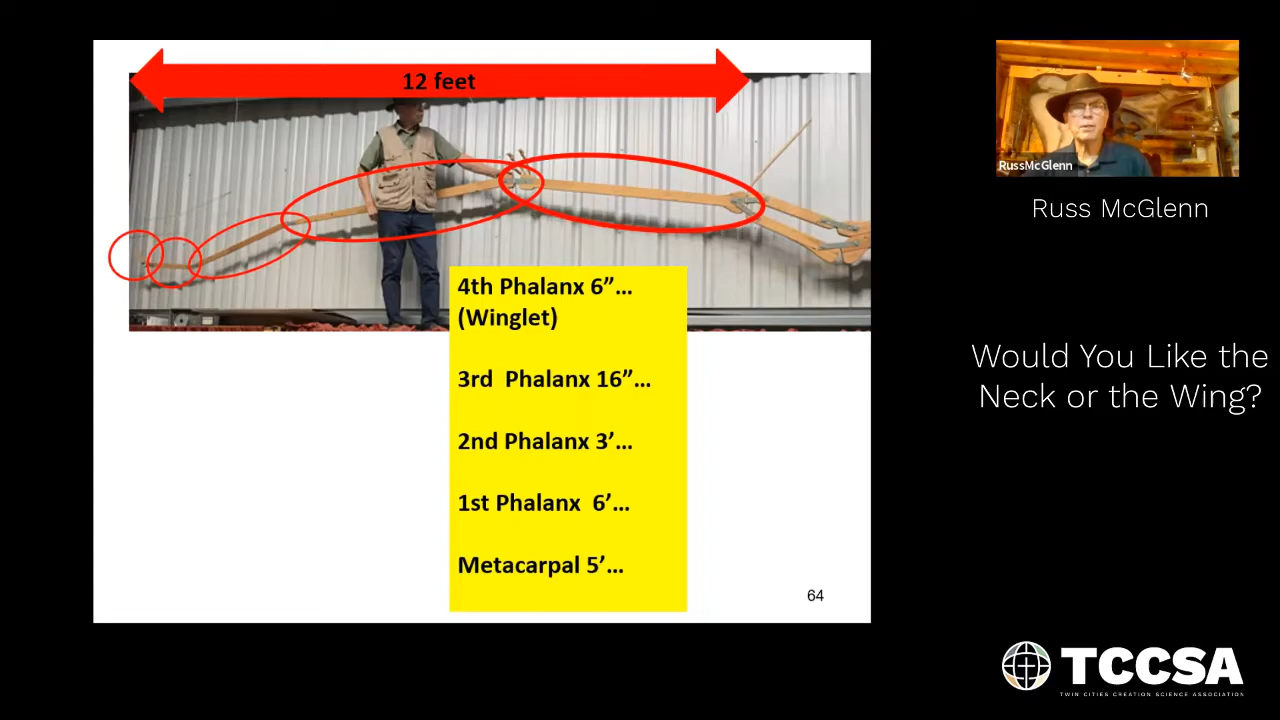 12 feet
4th Phalanx 6”…
(Winglet)
3rd  Phalanx 16”…
2nd Phalanx 3’…
1st Phalanx  6’…
Metacarpal 5’…
64
RussMcGlenn
Russ McGlenn
Would You Like the
Neck or the Wing?
TCCSA
TWIN CITIES CREATION SCIENCE ASSOCIATION